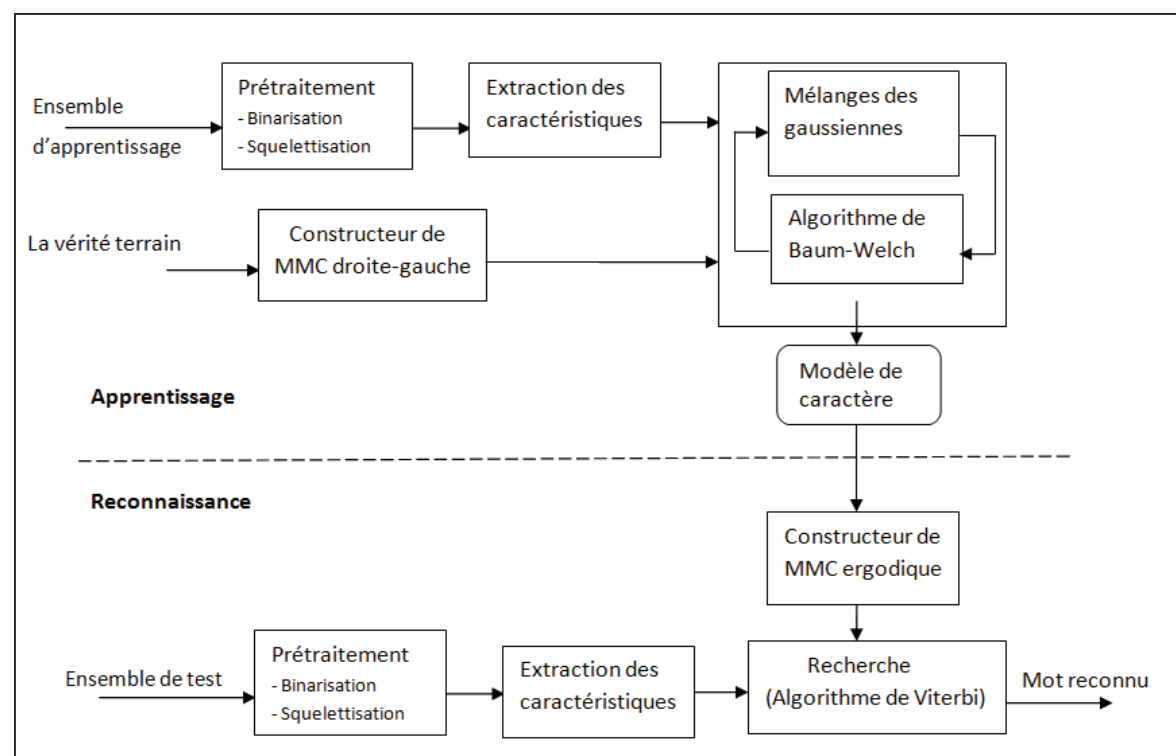 Ensemble
d'apprentissage
Prétraitement
- Binarisation
- Squelettisation
Extraction des
caractéristiques
Mélanges des
gaussiennes
Algorithme de
Baum-Welch
La vérité terrain
Constructeur de
MMC droite-gauche
Modèle de
caractère
Apprentissage
Reconnaissance
Constructeur de
MMC ergodique
Ensemble de test
Prétraitement
- Binarisation
- Squelettisation
Extraction des
caractéristiques
Recherche
(Algorithme de Viterbi)
Mot reconnu